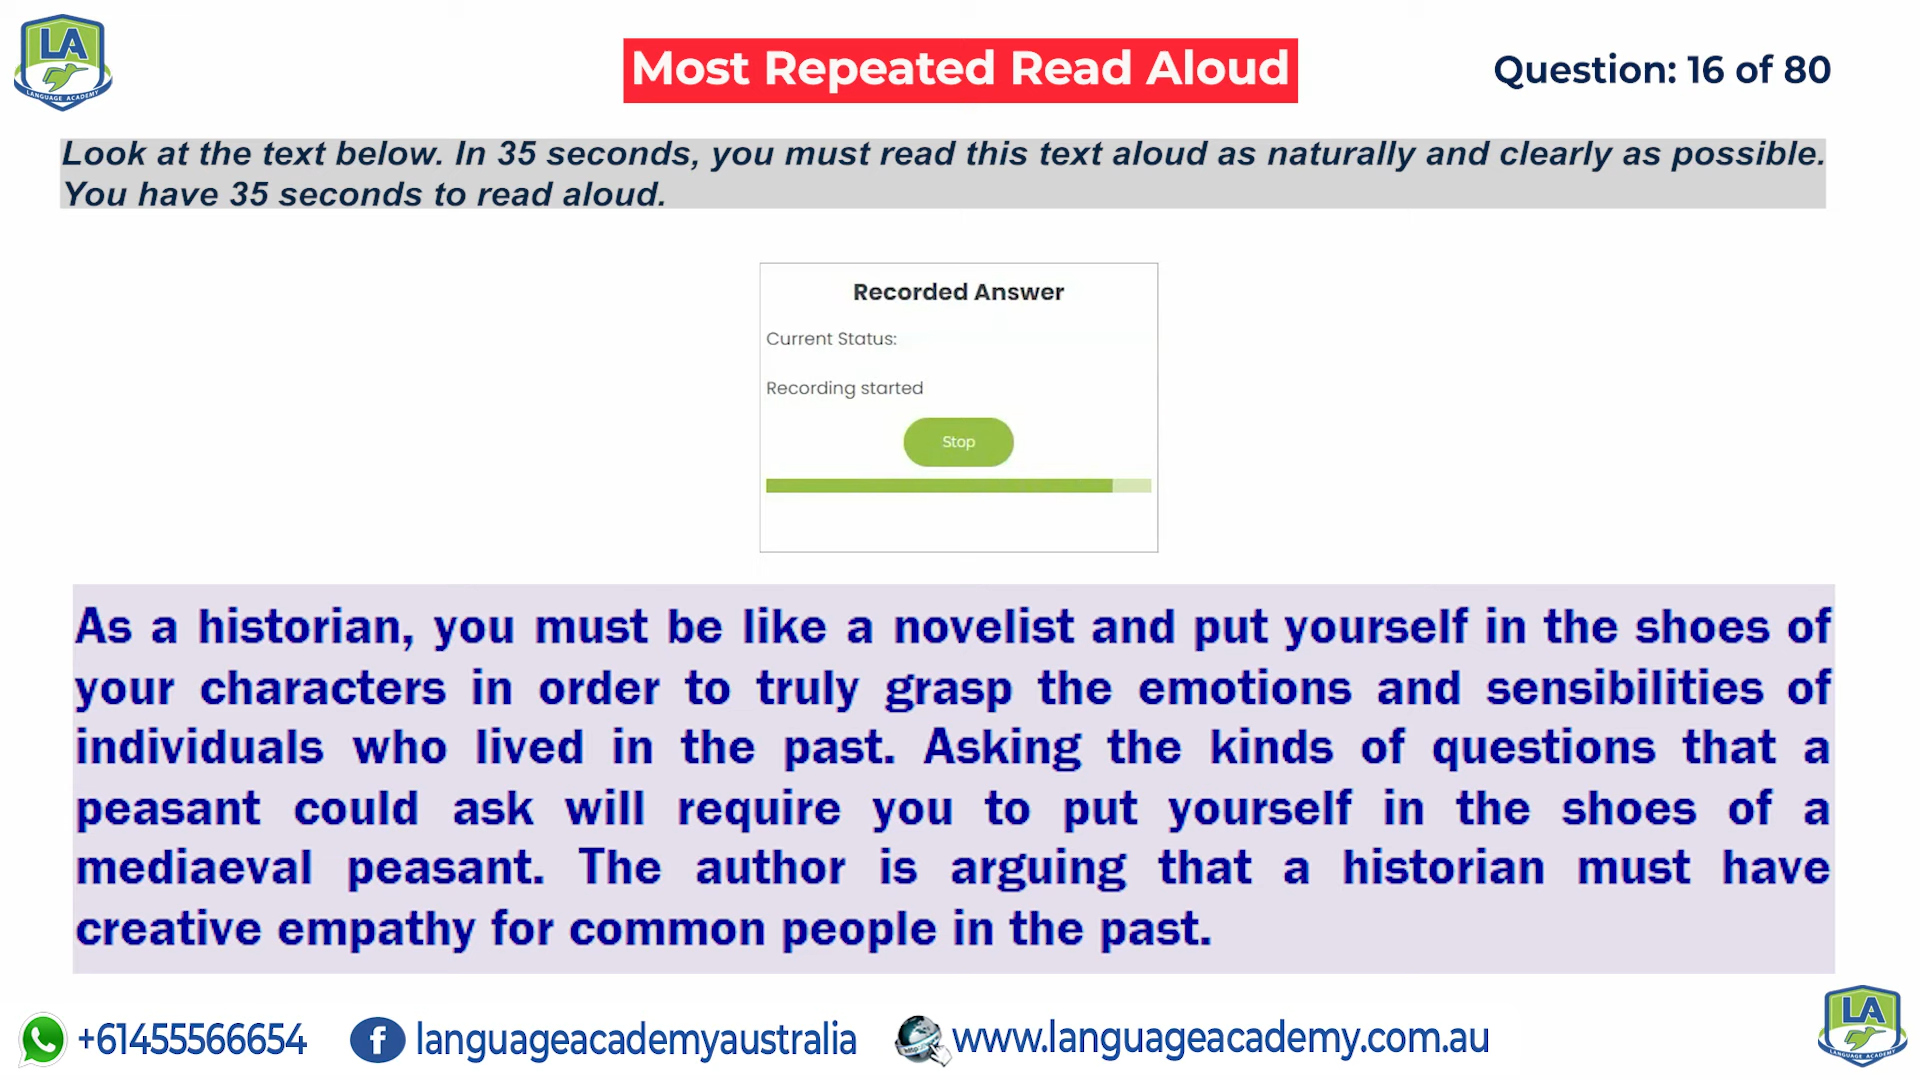 LA
LANGUAGE ACADEMY
Most Repeated Read Aloud
Question: 16 of 80
Look at the text below. In 35 seconds, you must read this text aloud as naturally and clearly as possible.
You have 35 seconds to read aloud.
Recorded Answer
Current Status:
Recording started
Stop
As a historian, you must be like a novelist and put yourself in the shoes of
your characters in order to truly grasp the emotions and sensibilities of
individuals who lived in the past. Asking the kinds of questions that a
peasant could ask will require you to put yourself in the shoes of a
mediaeval peasant. The author is arguing that a historian must have
creative empathy for common people in the past.
+61455566654
f languageacademyaustralia
http www.languageacademy.com.au
LA
LANGUAGE ACADEMY